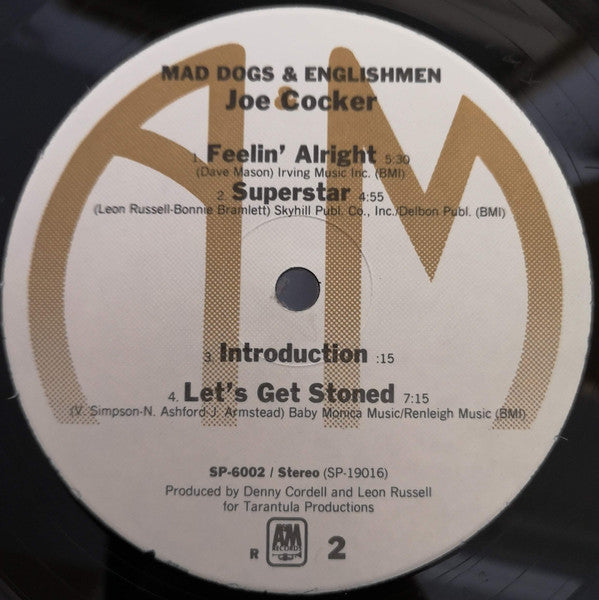 MAD DOGS & ENGLISHMEN
Joe Cocker
1. Feelin' Alright 5:30
(Dave Mason) Irving Music Inc. (BMI)
2. Superstar 4:55
(Leon Russell-Bonnie Bramlett) Skyhill Publ. Co., Inc./Delbon Publ. (BMI)
3. Introduction :15
4. Let's Get Stoned 7:15
(V. Simpson-N. Ashford-J. Armstead) Baby Monica Music/Renleigh Music (BMI)
SP-6002 / Stereo (SP-19016)
Produced by Denny Cordell and Leon Russell
for Tarantula Productions
R A&M RECORDS 2